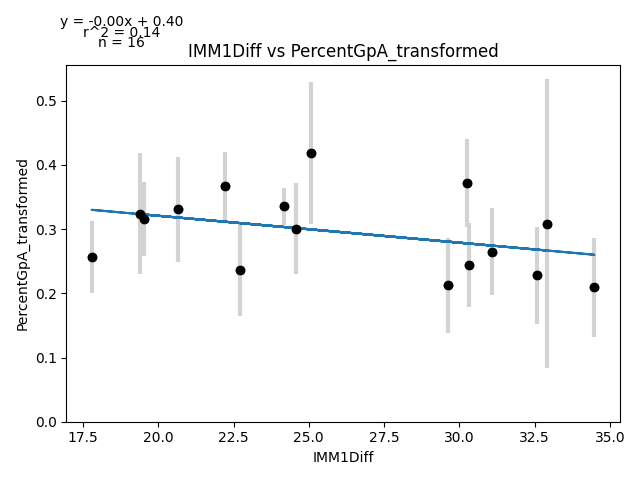 y = -0.00x + 0.40
r^2 = 0.14
n = 16
IMM1Diff vs PercentGpA_transformed
PercentGpA_transformed
0.5
0.4
0.3
0.2
0.1
0.0
17.5 20.0 22.5 25.0 27.5 30.0 32.5 35.0
IMM1Diff